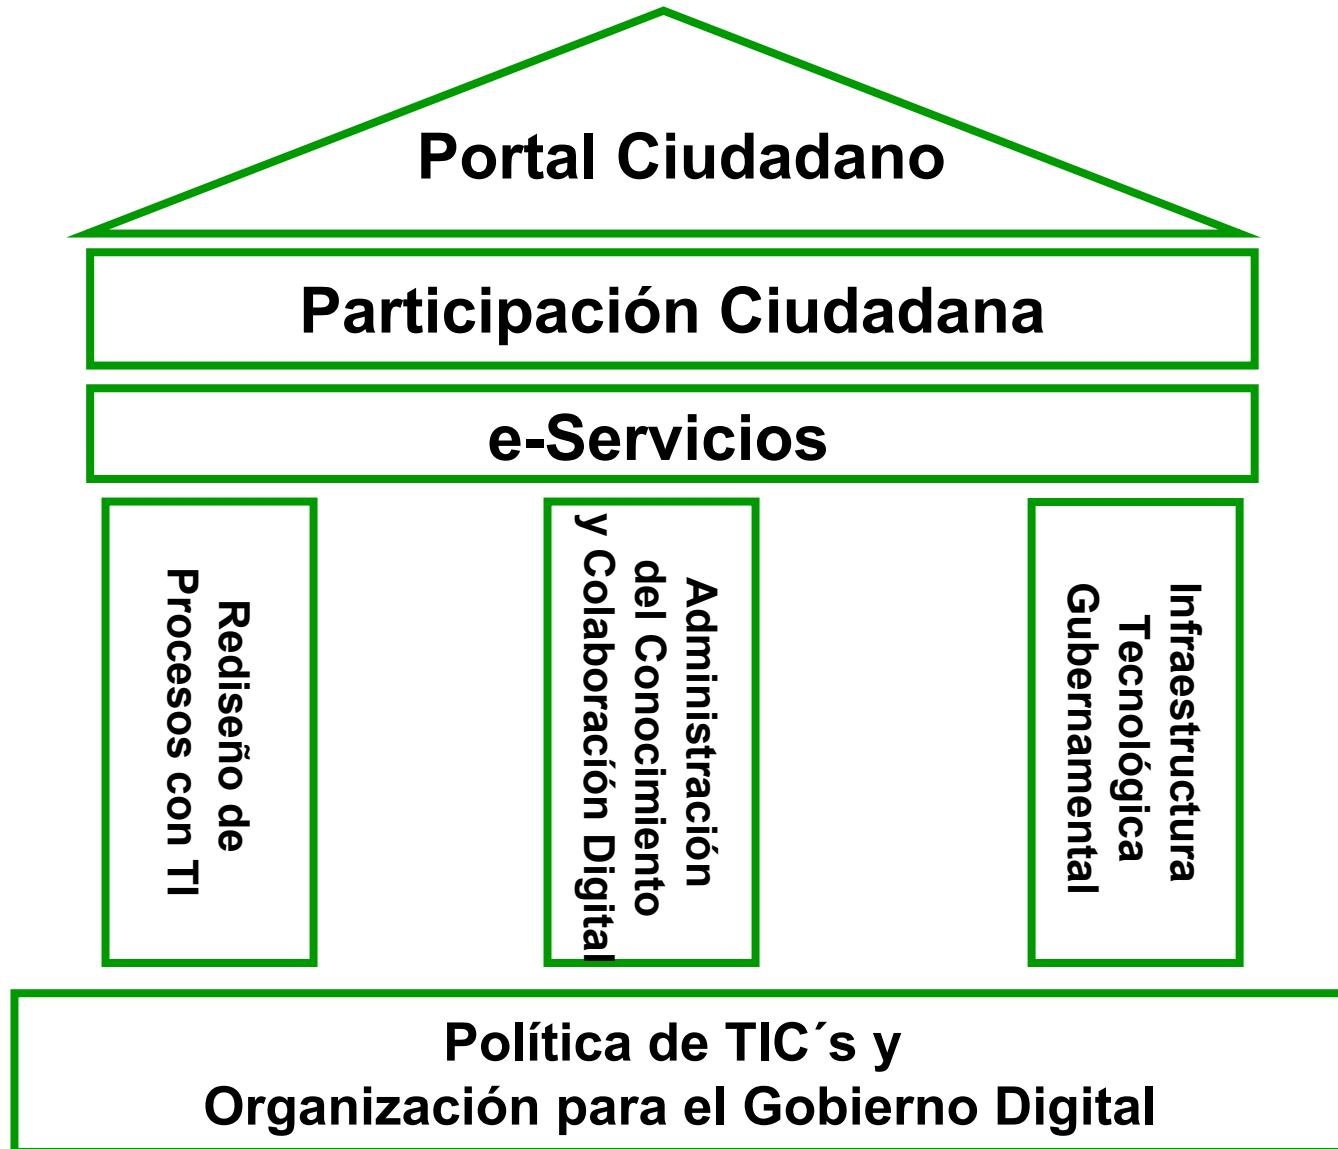 Portal Ciudadano
Participación Ciudadana
e-Servicios
Rediseño de
Procesos con TI
Administración
del Conocimiento
y Colaboración Digital
Infraestructura
Tecnológica
Gubernamental
Política de TIC´s y
Organización para el Gobierno Digital